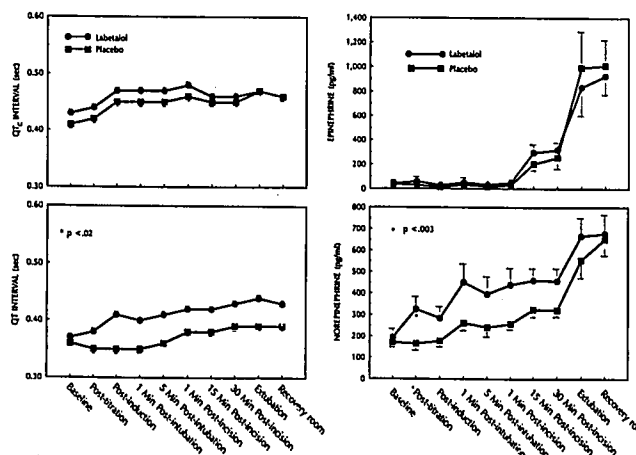 0.60
Labetalol
Placebo
0.50
0.40
0.30
QTc INTERVAL (sec)
1,400
1,200
1,000
800
600
400
200
0
Labetalol
Placebo
EPINEPHRINE (pg/ml)
0.60
* p <.02
0.50
0.40
0.30
QT INTERVAL (sec)
Baseline
Post-titration
Post-induction
1 Min Post-intubation
5 Min Post-intubation
1 Min Post-incision
15 Min Post-incision
30 Min Post-incision
Extubation
Recovery room
800
700
600
500
400
300
200
100
0
* p <.003
NOREPINEPHRINE (pg/ml)
Baseline
* Post-titration
Post-induction
1 Min Post-intubation
5 Min Post-intubation
1 Min Post-incision
15 Min Post-incision
30 Min Post-incision
Extubation
Recovery room